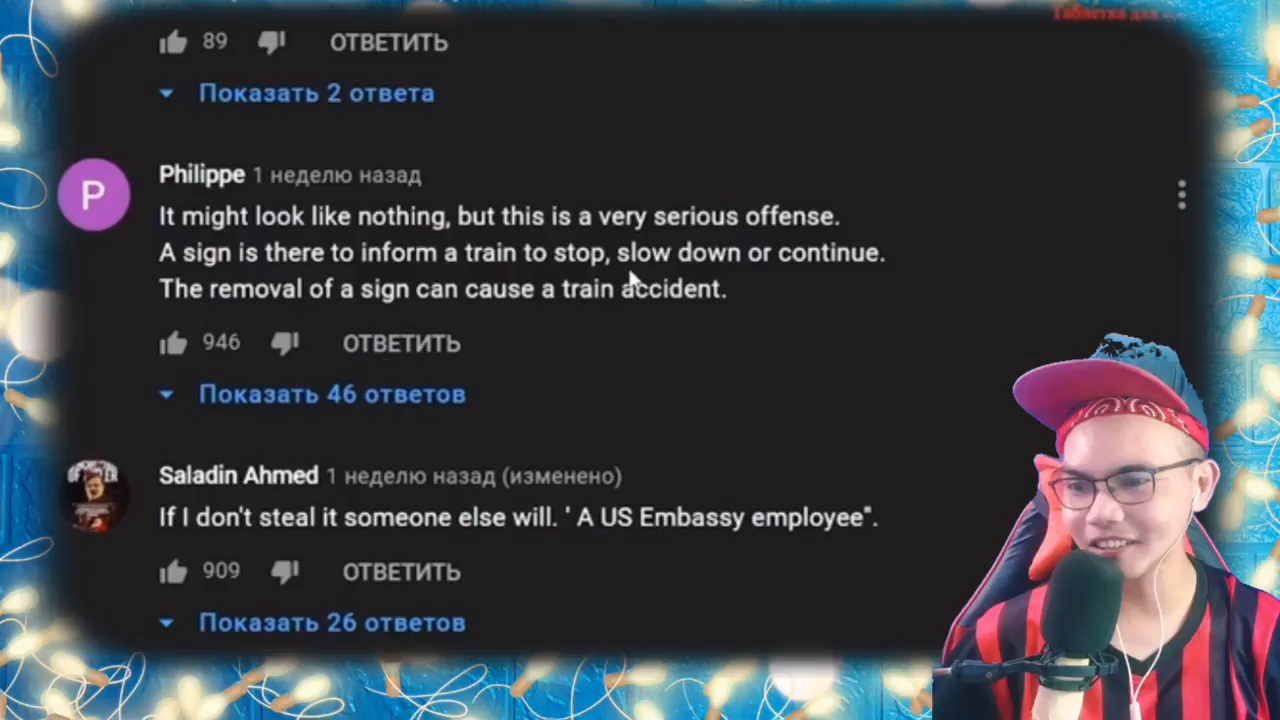 Таблетка для
89 ОТВЕТИТЬ
Показать 2 ответа
P
Philippe 1 неделю назад
It might look like nothing, but this is a very serious offense.
A sign is there to inform a train to stop, slow down or continue.
The removal of a sign can cause a train accident.
946 ОТВЕТИТЬ
Показать 46 ответов
Saladin Ahmed 1 неделю назад (изменено)
If I don't steal it someone else will. ' A US Embassy employee".
909 ОТВЕТИТЬ
Показать 26 ответов